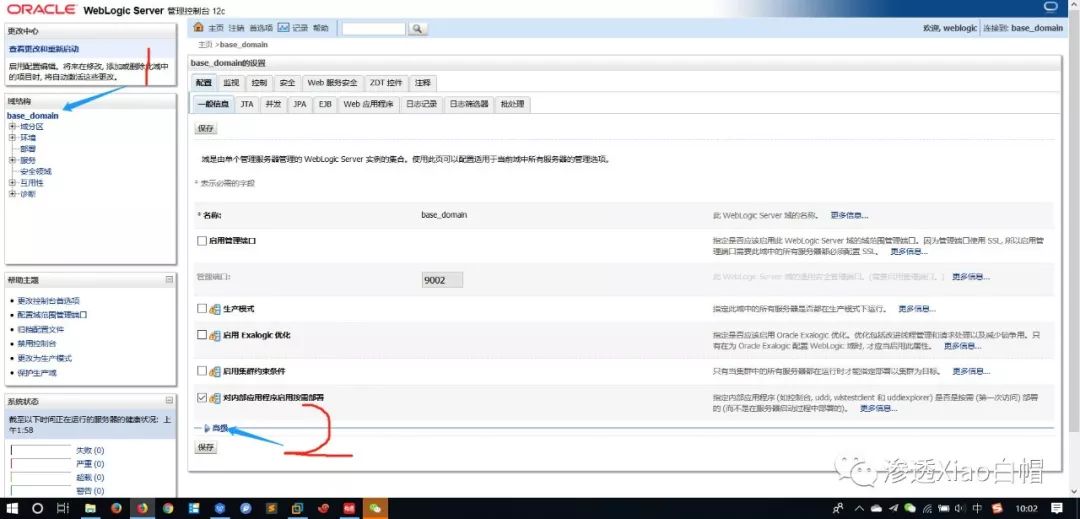 ORACLE WebLogic Server 管理控制台 12c
更改中心
查看更改和重新启动
启用配置编辑。将来在修改, 添加或删除此域中
的项目时, 将自动激活这些更改。
域结构
base_domain
域分区
环境
部署
服务
安全领域
互用性
诊断
帮助主题
更改控制台首选项
配置域范围管理端口
归档配置文件
禁用控制台
更改为生产模式
保护生产域
系统状态
截至以下时间正在运行的服务器的健康状况: 上
午1:58
失败 (0)
严重 (0)
超载 (0)
警告 (0)
主页 注销 首选项 记录 帮助
欢迎, weblogic 连接到: base_domain
主页 >base_domain
base_domain的设置
配置 监视 控制 安全 Web 服务安全 ZDT 控件 注释
一般信息 JTA 并发 JPA EJB Web 应用程序 日志记录 日志筛选器 批处理
保存
域是由单个管理服务器管理的 WebLogic Server 实例的集合。使用此页可以配置适用于当前域中所有服务器的管理选项。
* 表示必需的字段
* 名称: base_domain 此 WebLogic Server 域的名称。 更多信息...
启用管理端口 指定是否应该启用此 WebLogic Server 域的域范围管理端口。因为管理端口使用 SSL, 所以启用管
理端口需要此域中的所有服务器都必须配置 SSL。 更多信息...
管理端口: 9002 此 WebLogic Server 域的通用安全管理端口。(需要启用管理端口。) 更多信息...
生产模式 指定此域中的所有服务器是否都在生产模式下运行。 更多信息...
启用 Exalogic 优化 指定是否应该启用 Oracle Exalogic 优化。优化包括改进线程管理和请求处理以及减少锁争用。只
有在为 Oracle Exalogic 配置 WebLogic 域时, 才应当启用此属性。 更多信息...
启用集群约束条件 只有当集群中的所有服务器都在运行时才能指定部署以集群为目标。 更多信息...
对内部应用程序启用按需部署 指定内部应用程序 (如控制台, uddi, wlstestclient 和 uddiexplorer) 是否是按需 (第一次访问) 部署
的 (而不是在服务器启动过程中部署的)。 更多信息...
高级
保存
1
2
渗透Xiao白帽
中
10:02